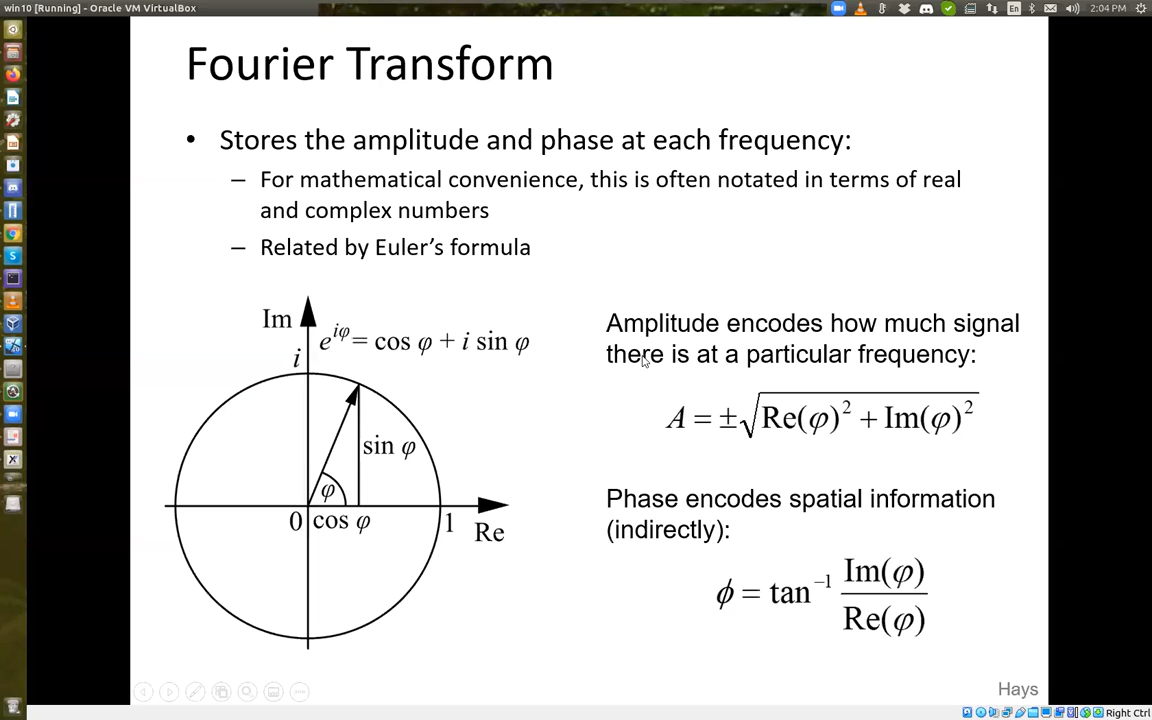 win10 [Running] - Oracle VM VirtualBox
En
2:04 PM
Fourier Transform
• Stores the amplitude and phase at each frequency:
– For mathematical convenience, this is often notated in terms of real
and complex numbers
– Related by Euler's formula
Im
e^{iφ} = cos φ + i sin φ
i
sin φ
φ
0
cos φ
1
Re
Amplitude encodes how much signal
there is at a particular frequency:
A = ±√(Re(φ)² + Im(φ)²)
Phase encodes spatial information
(indirectly):
ϕ = tan⁻¹ Im(φ)/Re(φ)
Hays
Right Ctrl